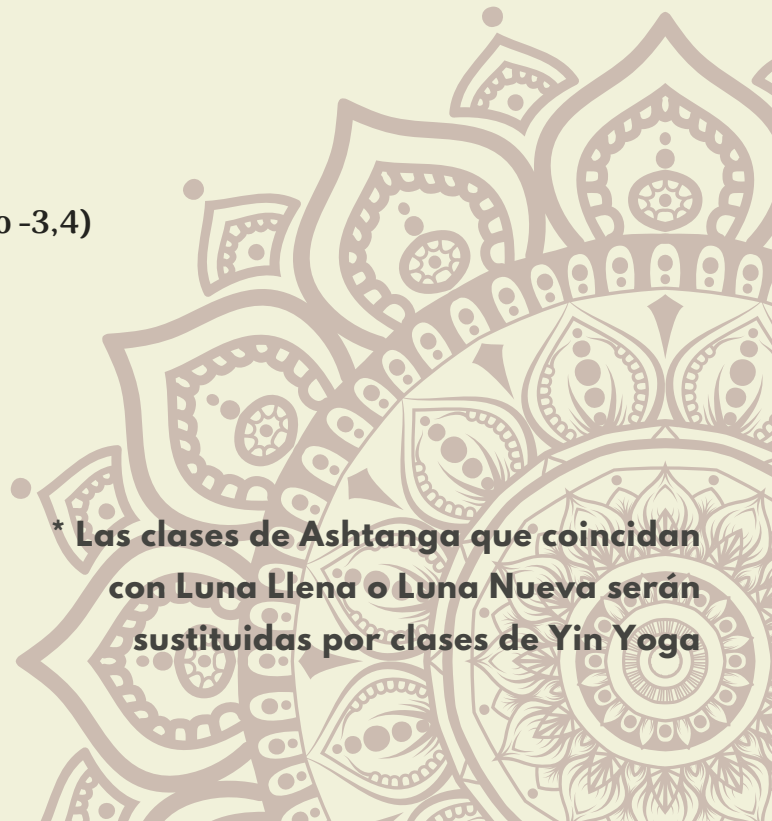 o -3,4)
* Las clases de Ashtanga que coincidan
con Luna Llena o Luna Nueva serán
sustituidas por clases de Yin Yoga